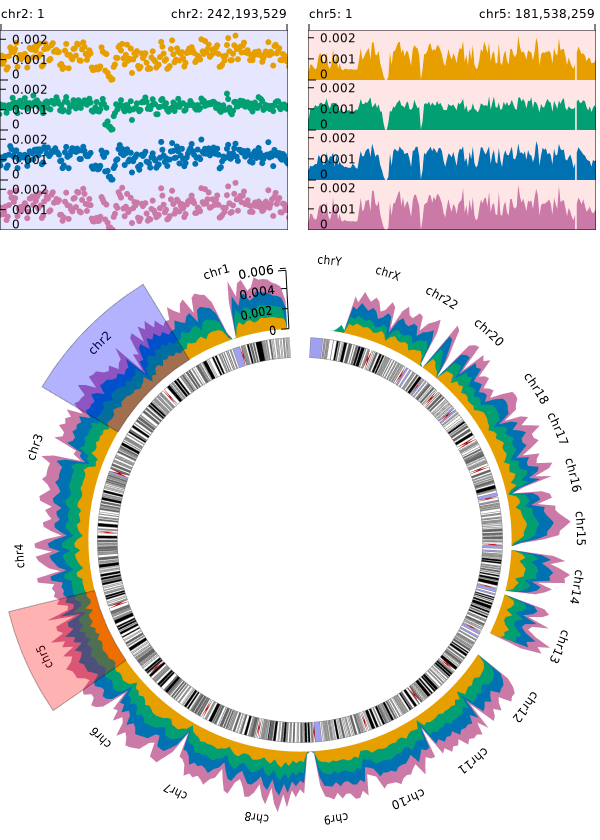 chr2: 1 chr2: 242,193,529 chr5: 1 chr5: 181,538,259
0.002 0.002
0.001 0.001
0 0
0.002 0.002
0.001 0.001
0 0
0.002 0.002
0.001 0.001
0 0
0.002 0.002
0.001 0.001
0 0
chrY
chr1 0.006 chrX
0.004
chr22
0.002
0
chr20
chr2
chr18
chr17
chr3
chr16
chr15
chr4
chr14
chr13
chr5
chr12
chr6
chr11
chr7
chr10
chr8 chr9